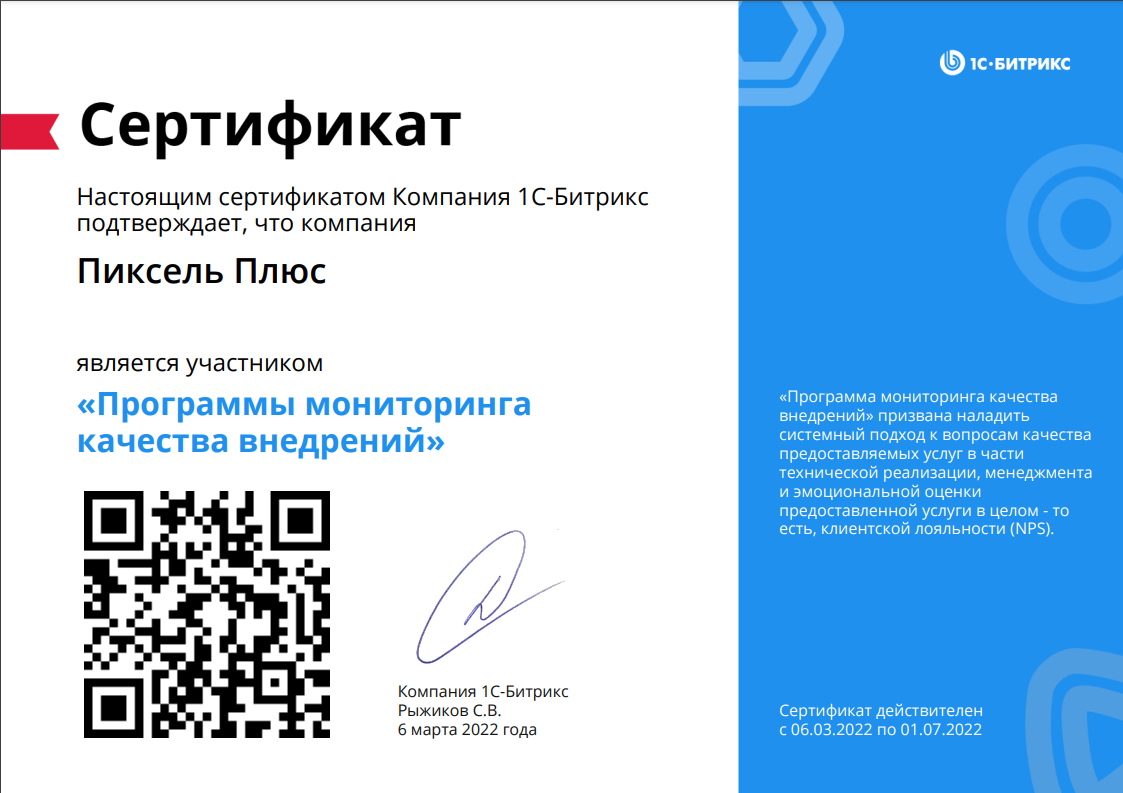 1С·БИТРИКС
Сертификат
Настоящим сертификатом Компания 1С-Битрикс
подтверждает, что компания
Пиксель Плюс
является участником
«Программы мониторинга
качества внедрений»
Компания 1С-Битрикс
Рыжиков С.В.
6 марта 2022 года
«Программа мониторинга качества
внедрений» призвана наладить
системный подход к вопросам качества
предоставляемых услуг в части
технической реализации, менеджмента
и эмоциональной оценки
предоставленной услуги в целом - то
есть, клиентской лояльности (NPS).
Сертификат действителен
с 06.03.2022 по 01.07.2022